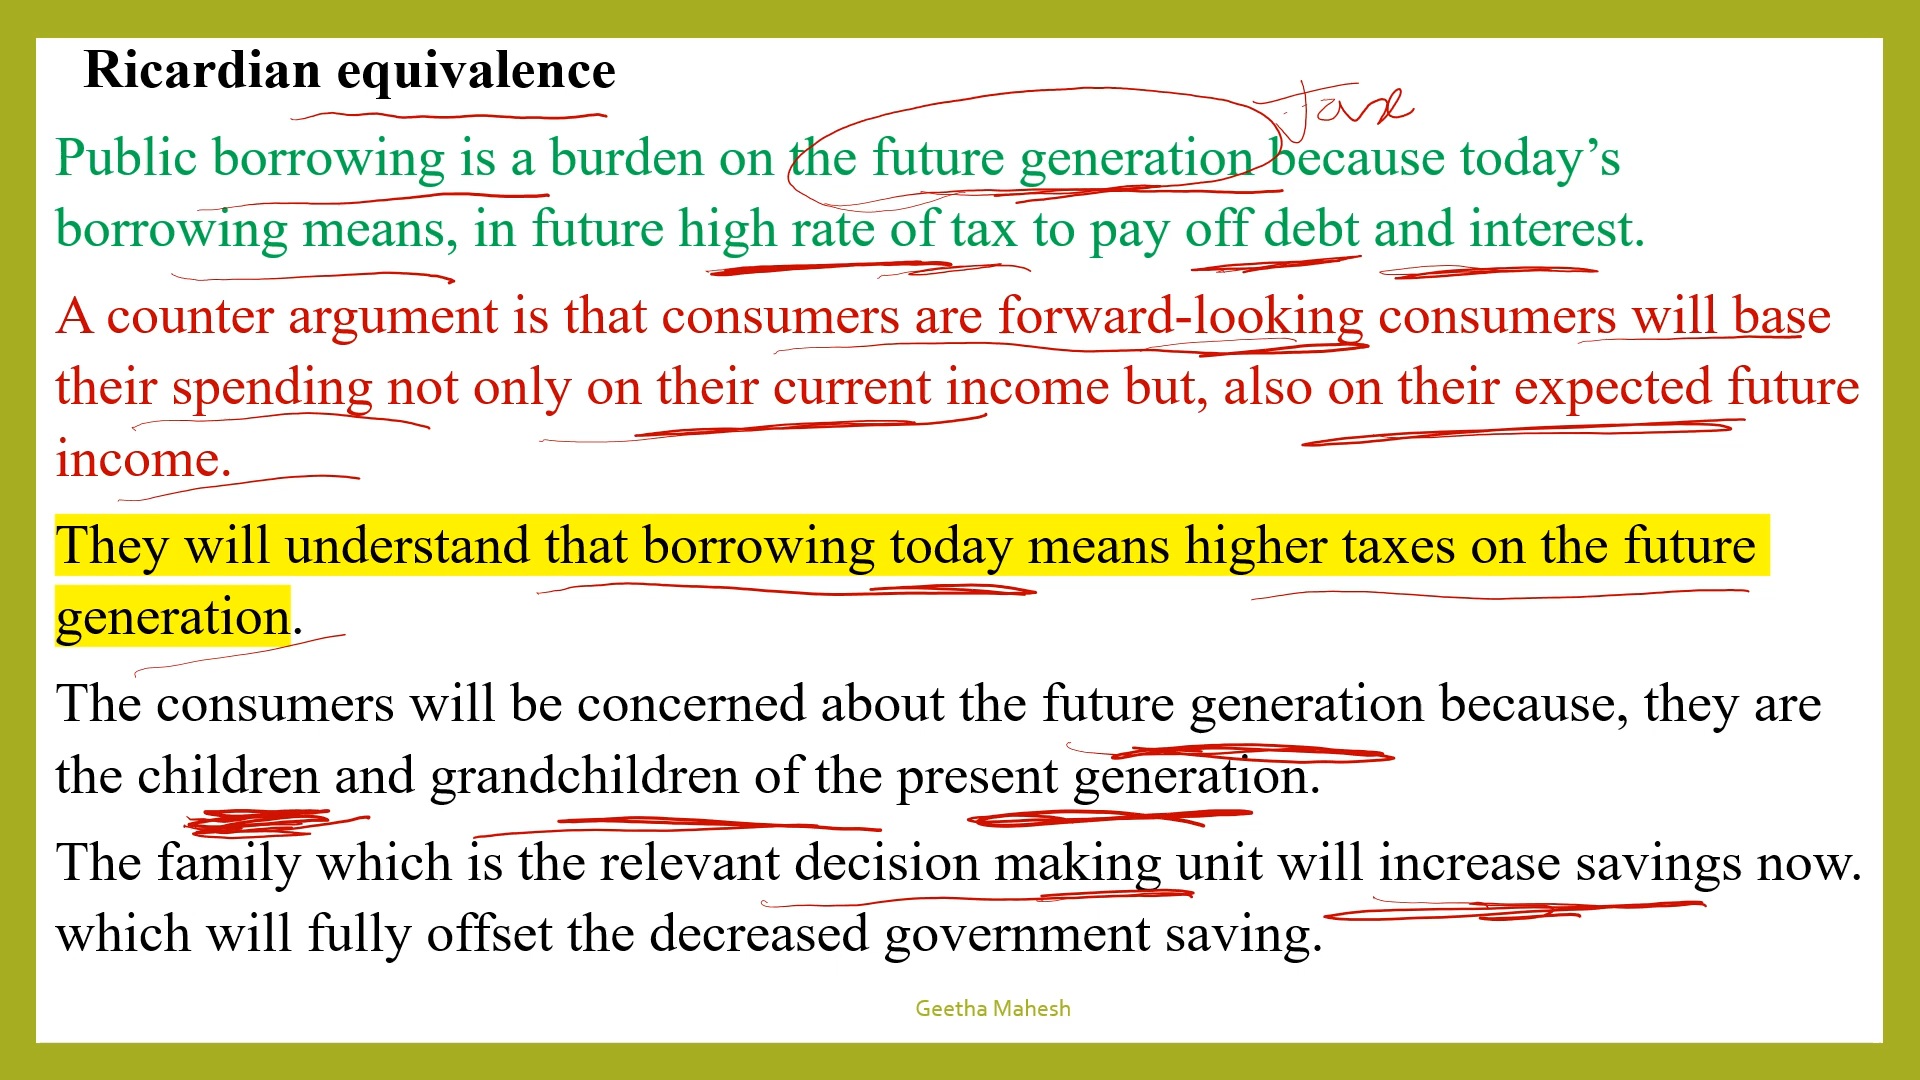 Ricardian equivalence
Tax
Public borrowing is a burden on the future generation because today’s
borrowing means, in future high rate of tax to pay off debt and interest.
A counter argument is that consumers are forward-looking consumers will base
their spending not only on their current income but, also on their expected future
income.
They will understand that borrowing today means higher taxes on the future
generation.
The consumers will be concerned about the future generation because, they are
the children and grandchildren of the present generation.
The family which is the relevant decision making unit will increase savings now.
which will fully offset the decreased government saving.
Geetha Mahesh